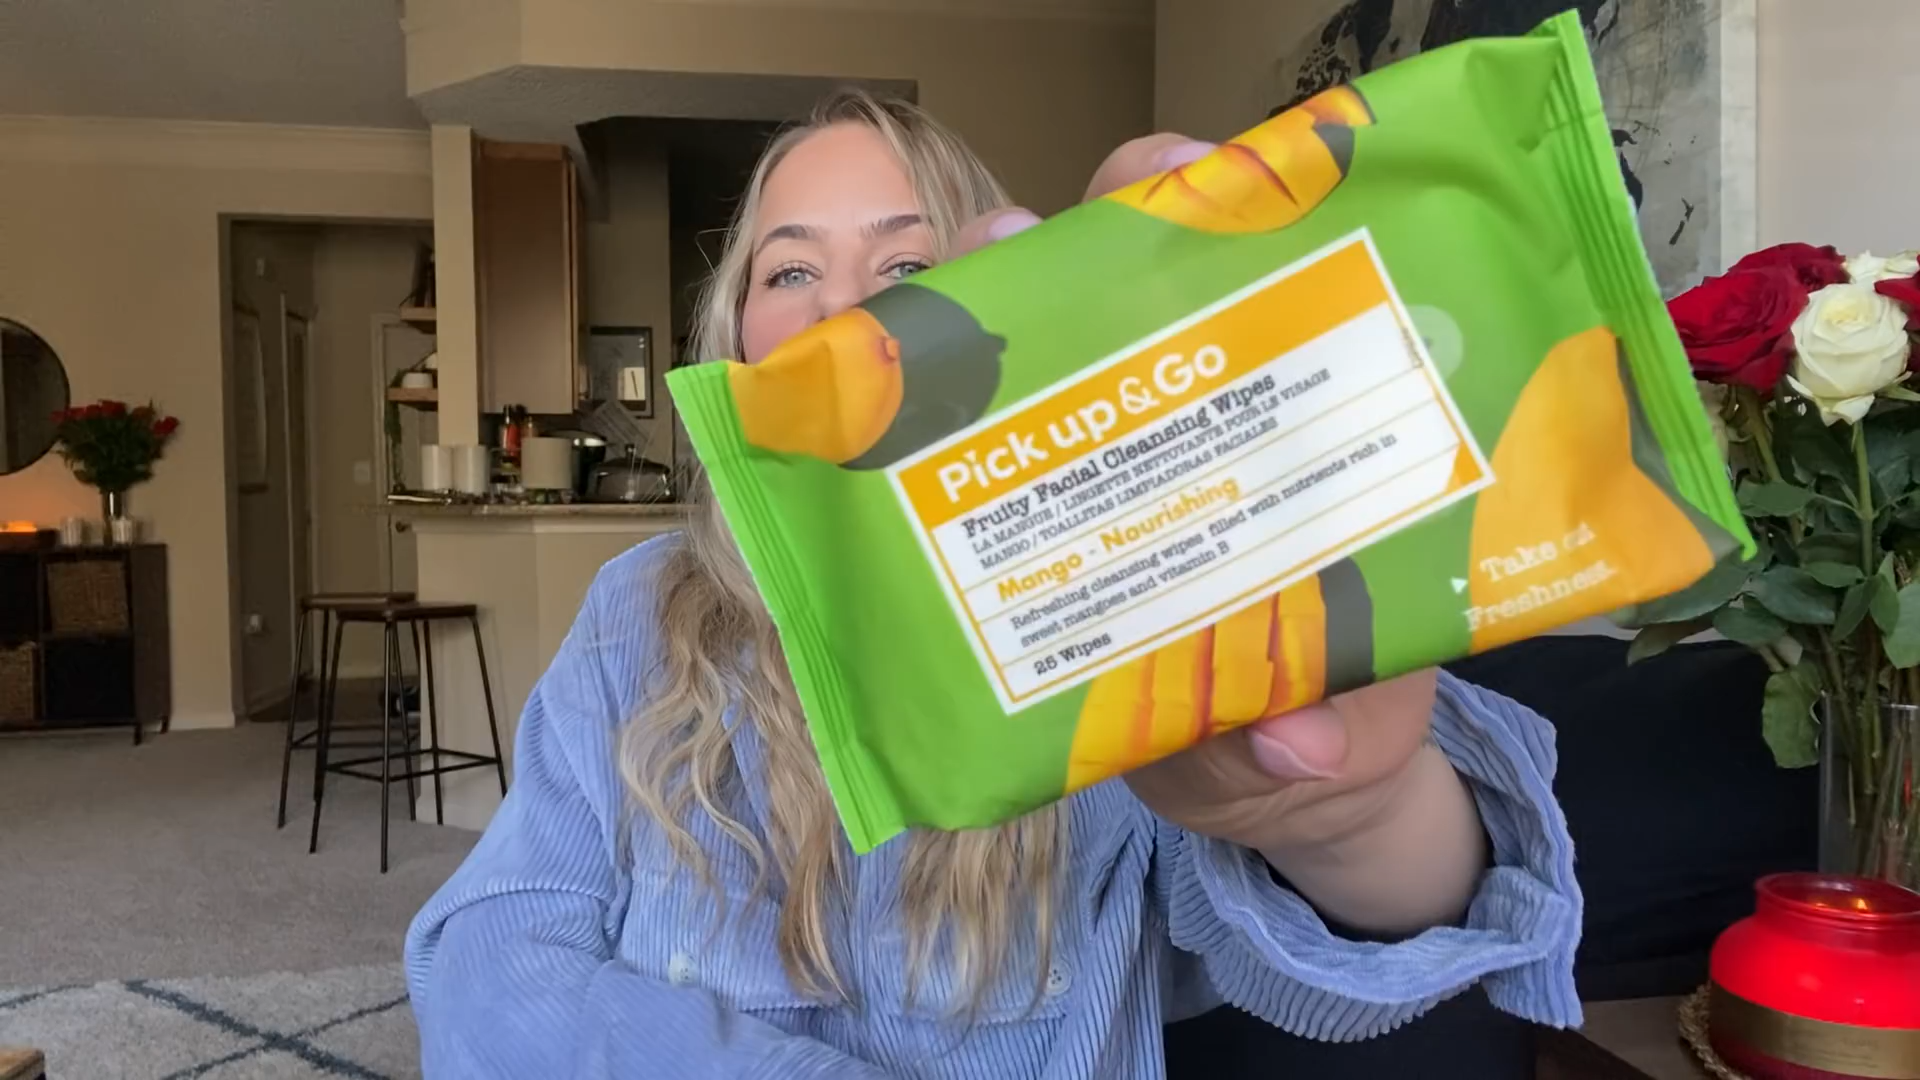 Pick up & Go
Fruity Facial Cleansing Wipes
LA MANGUE / LINGETTE NETTOYANTE POUR LE VISAGE
MANGO / TOALLITAS LIMPIADORAS FACIALES
Mango - Nourishing
Refreshing cleansing wipes filled with nutrients rich in
sweet mangoes and vitamin B
25 Wipes
Take out
Freshness